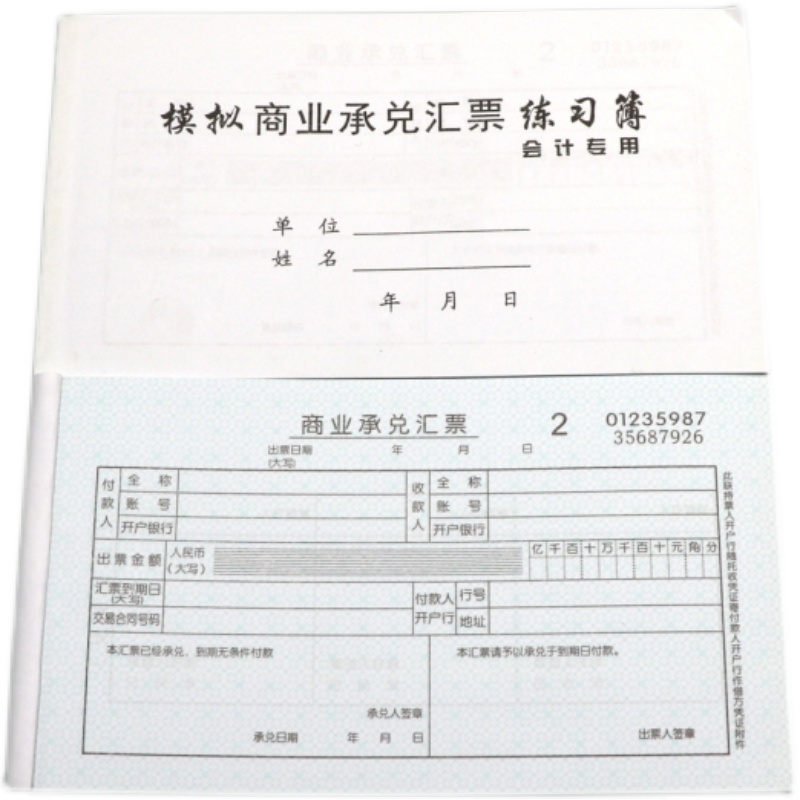 模拟商业承兑汇票练习簿
会计专用
单 位
姓 名
年 月 日
商业承兑汇票 2 01235987
35687926
出票日期 年 月 日
(大写)
付款人 全 称 收款人 全 称
账 号 账 号
开户银行 开户银行
出票金额 人民币 亿千百十万千百十元角分
(大写)
汇票到期日 付款人 行号
(大写)
交易合同号码 开户行 地址
本汇票已经承兑，到期无条件付款 本汇票请予以承兑于到期日付款。
承兑人签章
承兑日期 年 月 日 出票人签章
此联持票人开户行随托收凭证寄付款人开户行作借方凭证附件